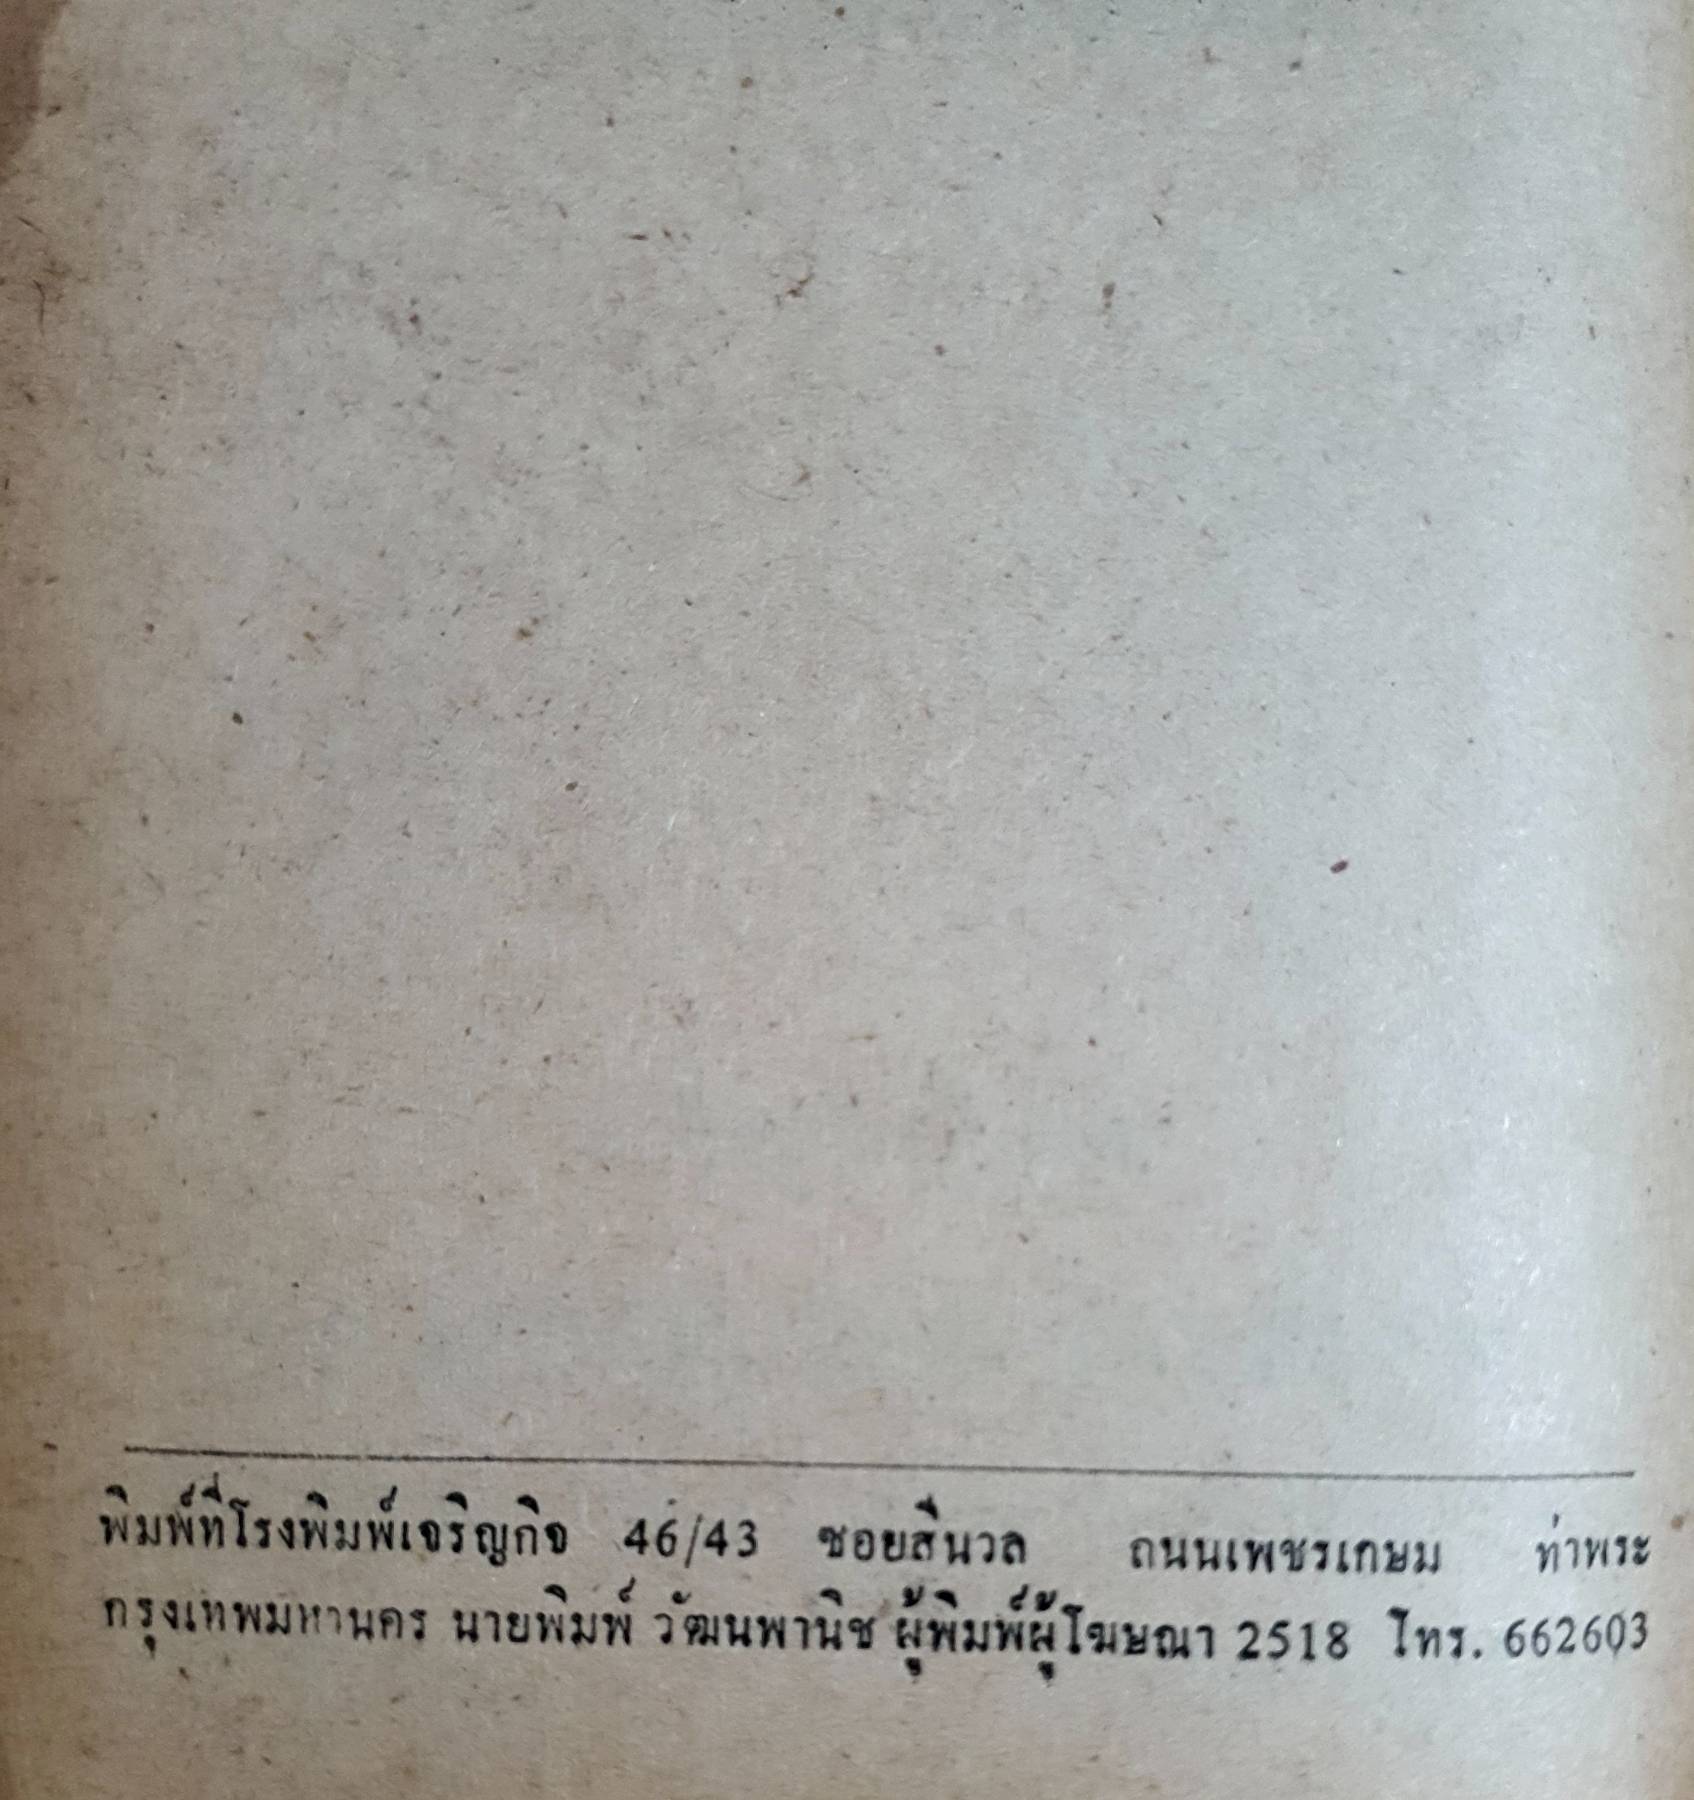 พิมพ์ที่โรงพิมพ์เจริญกิจ 46/43 ซอยสีนวล ถนนเพชรเกษม ท่าพระ
กรุงเทพมหานคร นายพิมพ์ วัฒนพานิช ผู้พิมพ์ผู้โฆษณา 2518 โทร. 662603